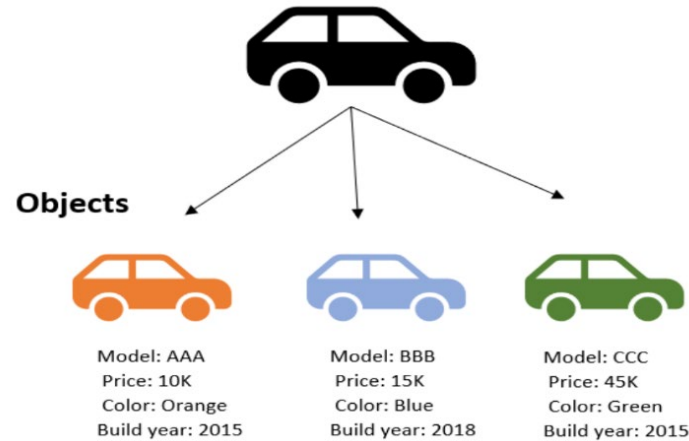 Objects
Model: AAA
Price: 10K
Color: Orange
Build year: 2015
Model: BBB
Price: 15K
Color: Blue
Build year: 2018
Model: CCC
Price: 45K
Color: Green
Build year: 2015